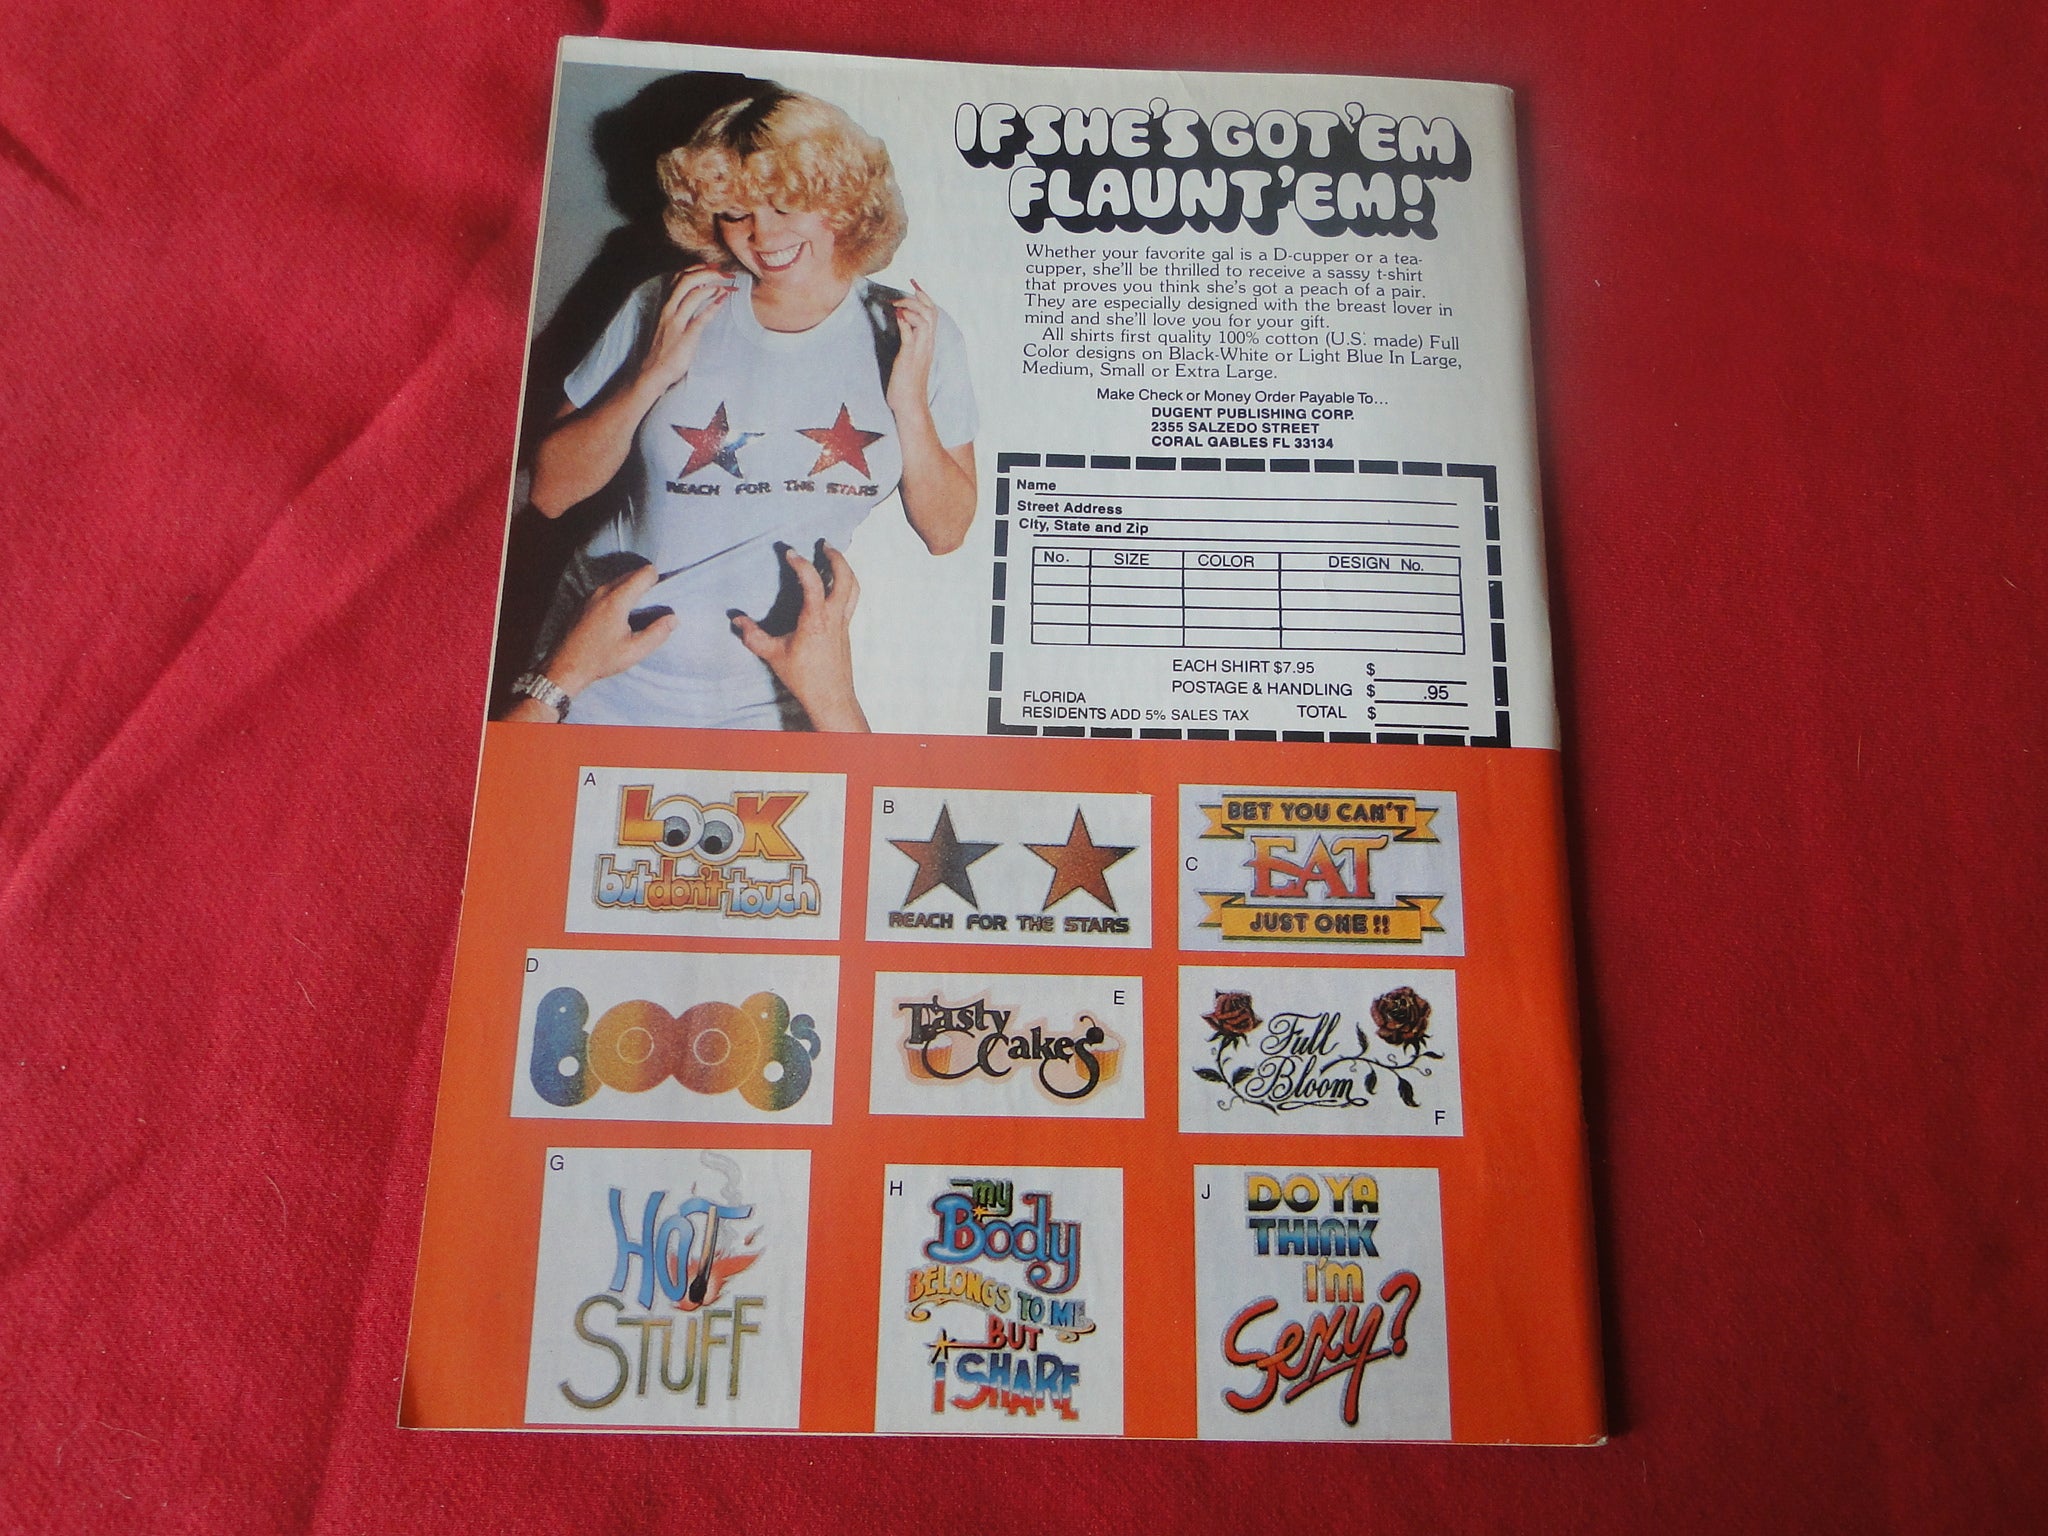 IF SHE'S GOT 'EM
FLAUNT 'EM!
Whether your favorite gal is a D-cupper or a tea-
cupper, she'll be thrilled to receive a sassy t-shirt
that proves you think she's got a peach of a pair.
They are especially designed with the breast lover in
mind and she'll love you for your gift.
All shirts first quality 100% cotton (U.S. made) Full
Color designs on Black-White or Light Blue In Large,
Medium, Small or Extra Large.
Make Check or Money Order Payable To...
DUGENT PUBLISHING CORP.
2355 SALZEDO STREET
CORAL GABLES FL 33134
REACH FOR THE STARS
Name
Street Address
City, State and Zip
No. SIZE COLOR DESIGN No.
EACH SHIRT $7.95 $
POSTAGE & HANDLING $ .95
FLORIDA
RESIDENTS ADD 5% SALES TAX TOTAL $
A
LOOK
but don't touch
B
REACH FOR THE STARS
C
BET YOU CAN'T
EAT
JUST ONE!!
D
BOOBs
E
Tasty
Cakes
F
Full
Bloom
G
HOT
STUFF
H
my
Body
BELONGS TO ME
BUT
I SHARE
J
DO YA
THINK
I'm
Sexy?